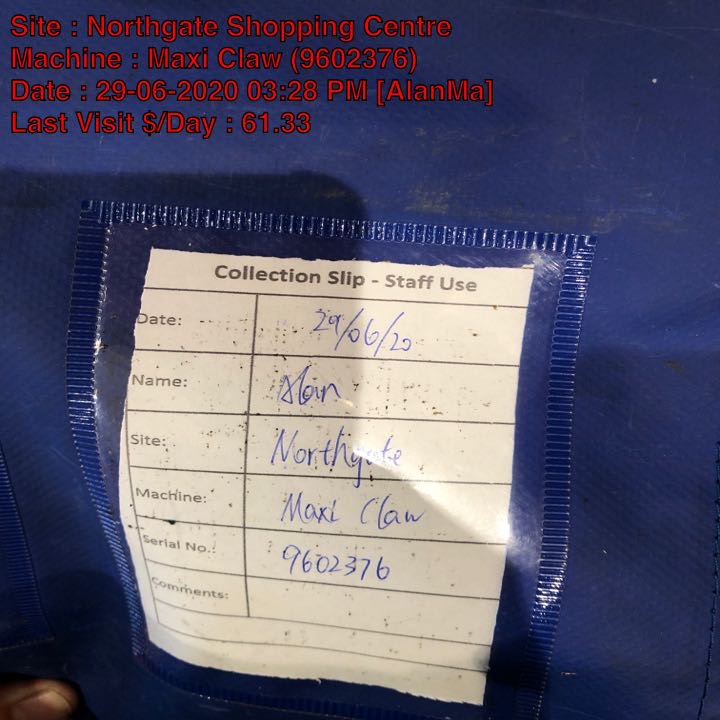 Site : Northgate Shopping Centre
Machine : Maxi Claw (9602376)
Date : 29-06-2020 03:28 PM [AlanMa]
Last Visit $/Day : 61.33
Collection Slip - Staff Use
Date: 29/06/20
Name: Alan
Site: Northgate
Machine: Maxi Claw
Serial No.: 9602376
Comments: